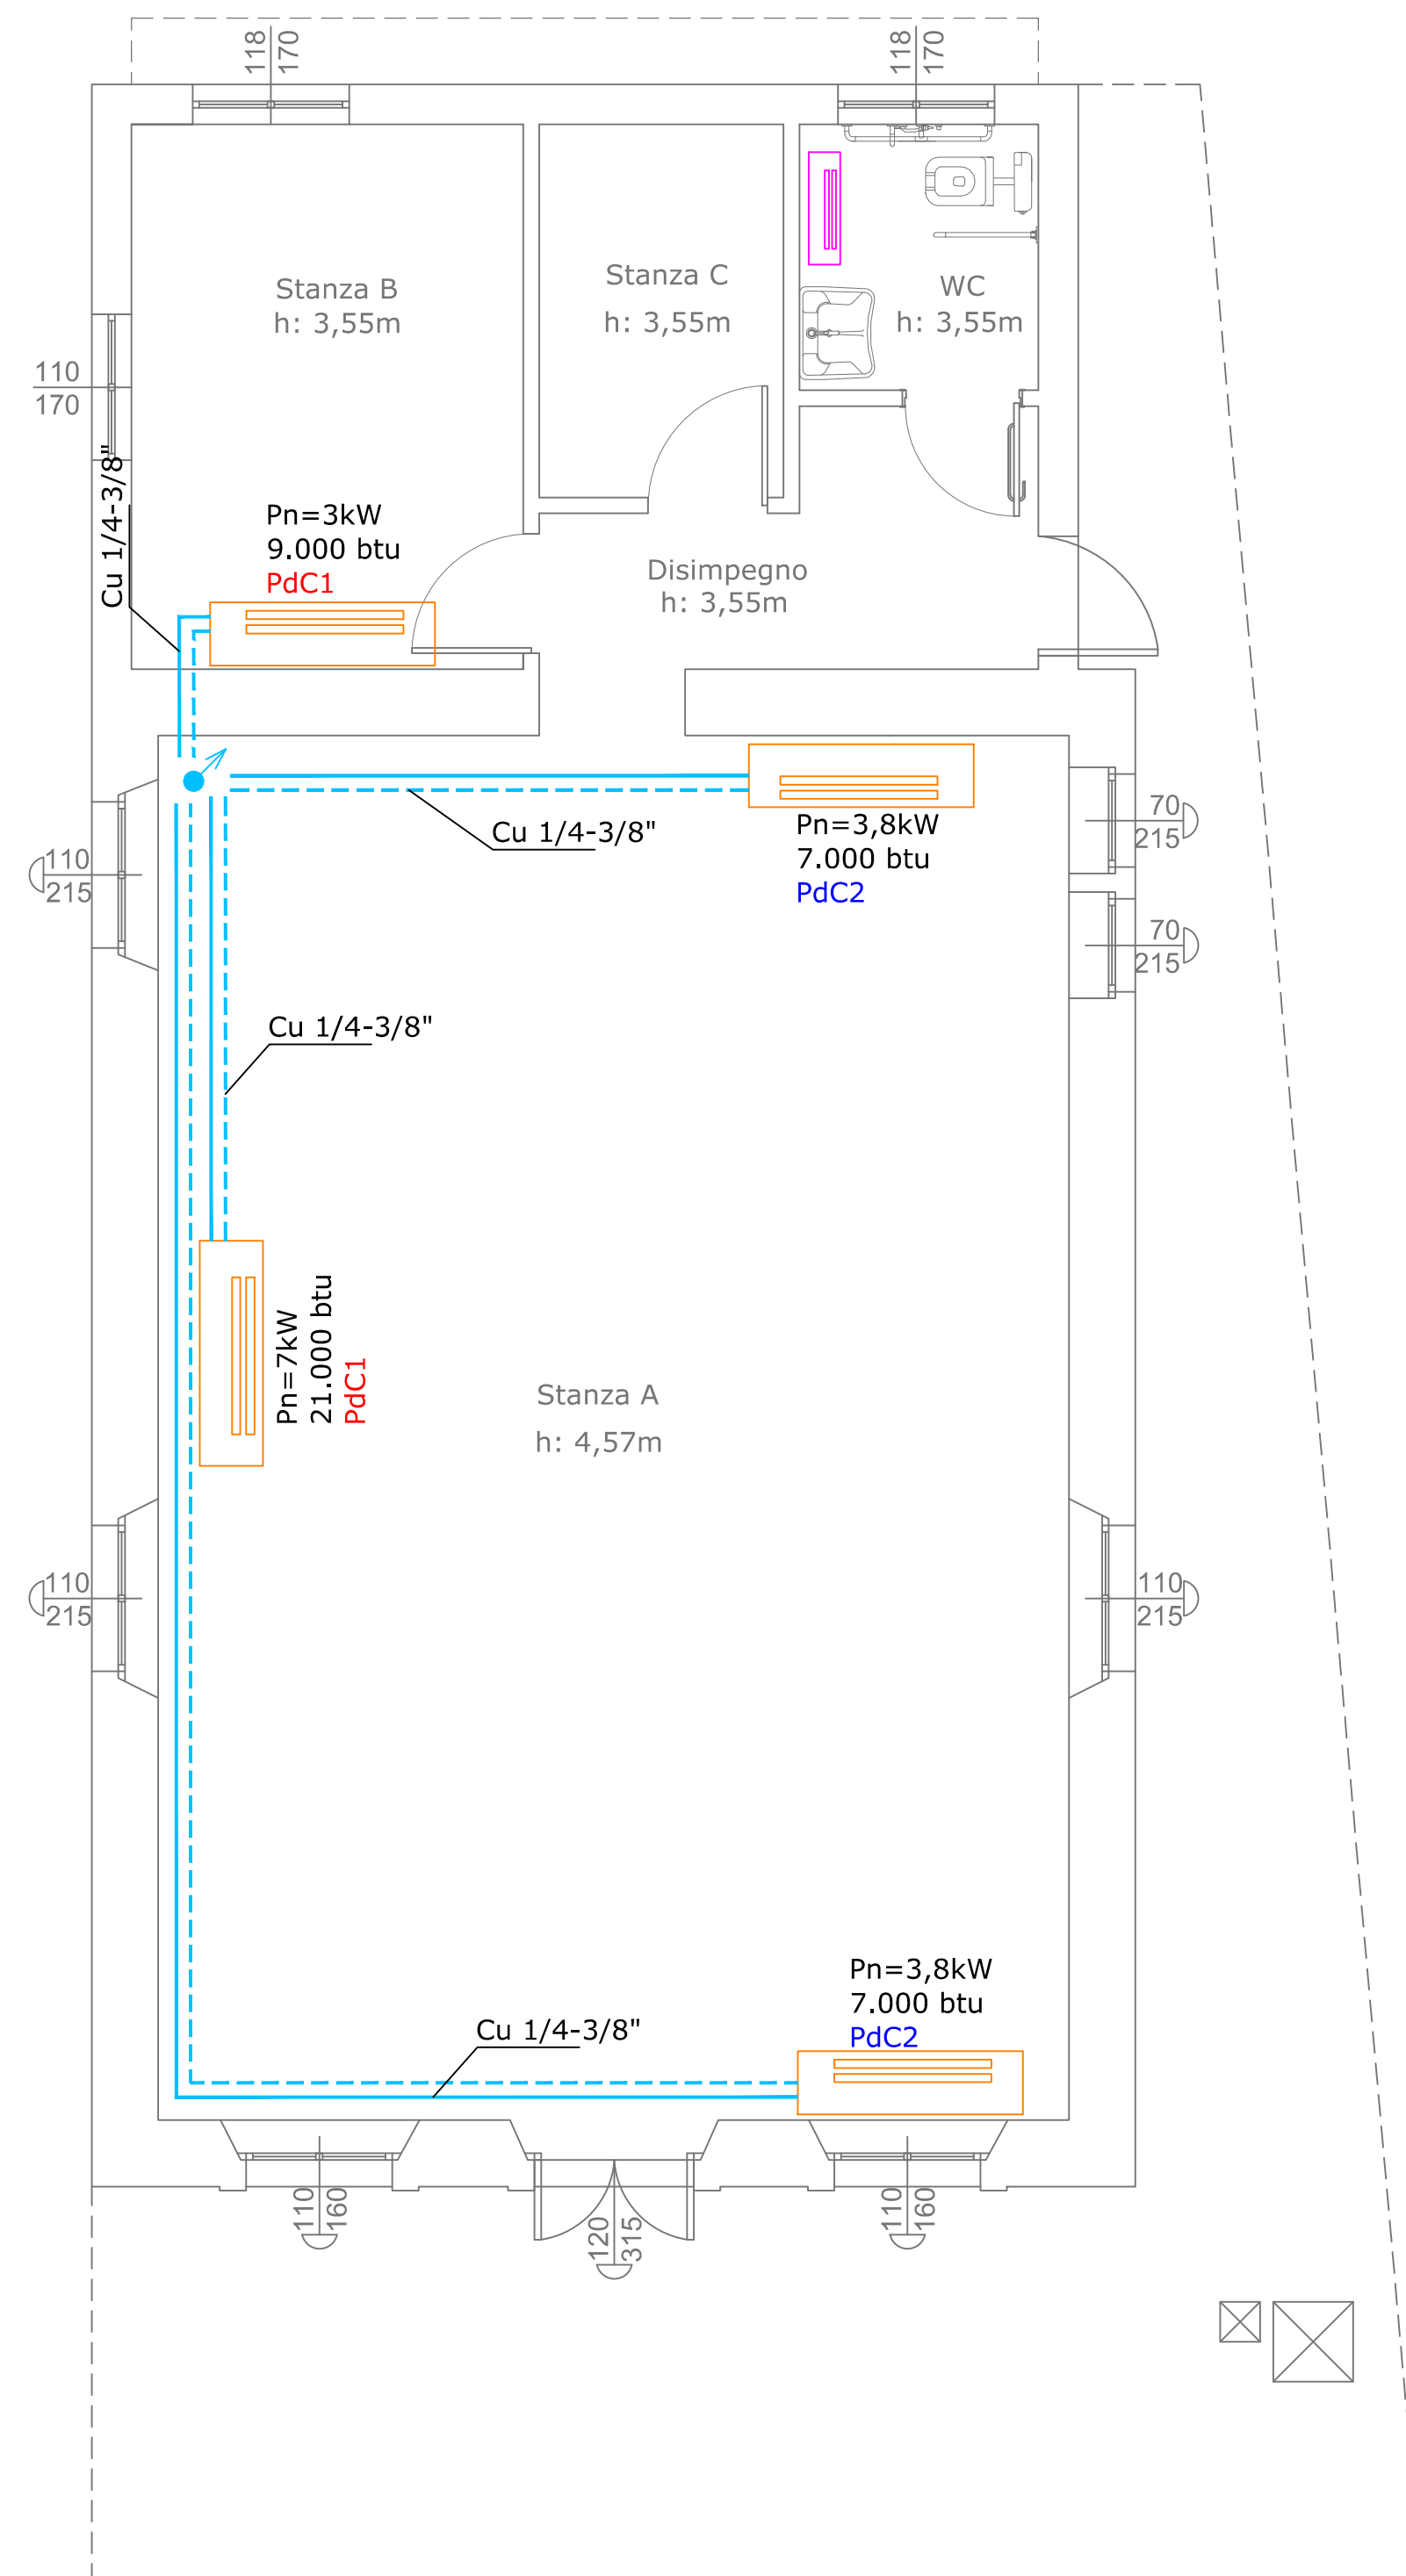 118
170
118
170
Stanza B
h: 3,55m
Stanza C
h: 3,55m
WC
h: 3,55m
110
170
Cu 1/4-3/8"
Pn=3kW
9.000 btu
PdC1
Disimpegno
h: 3,55m
Cu 1/4-3/8"
Pn=3,8kW
7.000 btu
PdC2
70
215
110
215
70
215
Cu 1/4-3/8"
Pn=7kW
21.000 btu
PdC1
Stanza A
h: 4,57m
110
215
110
215
Pn=3,8kW
7.000 btu
PdC2
Cu 1/4-3/8"
110
160
120
315
110
160